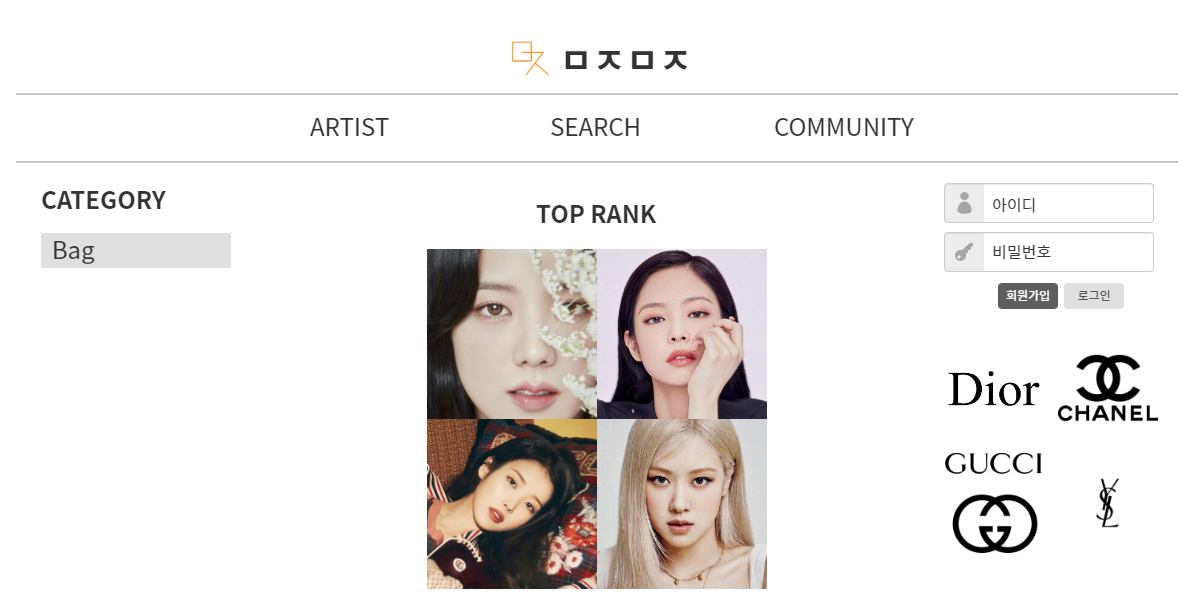 ㅁㅈㅁㅈ
ARTIST SEARCH COMMUNITY
CATEGORY
Bag
TOP RANK
아이디
비밀번호
회원가입 로그인
Dior
CHANEL
GUCCI
YSL